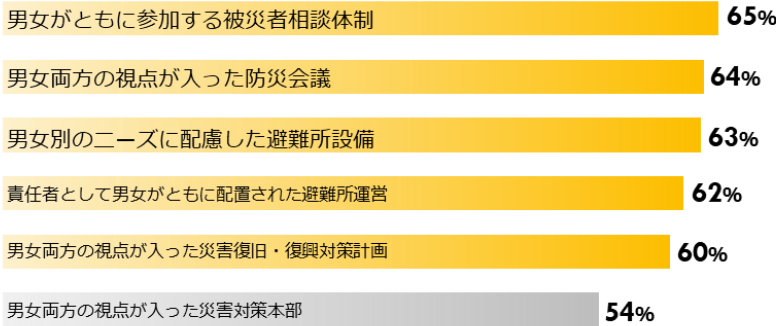 男女がともに参加する被災者相談体制 65%
男女両方の視点が入った防災会議 64%
男女別のニーズに配慮した避難所設備 63%
責任者として男女がともに配置された避難所運営 62%
男女両方の視点が入った災害復旧・復興対策計画 60%
男女両方の視点が入った災害対策本部 54%